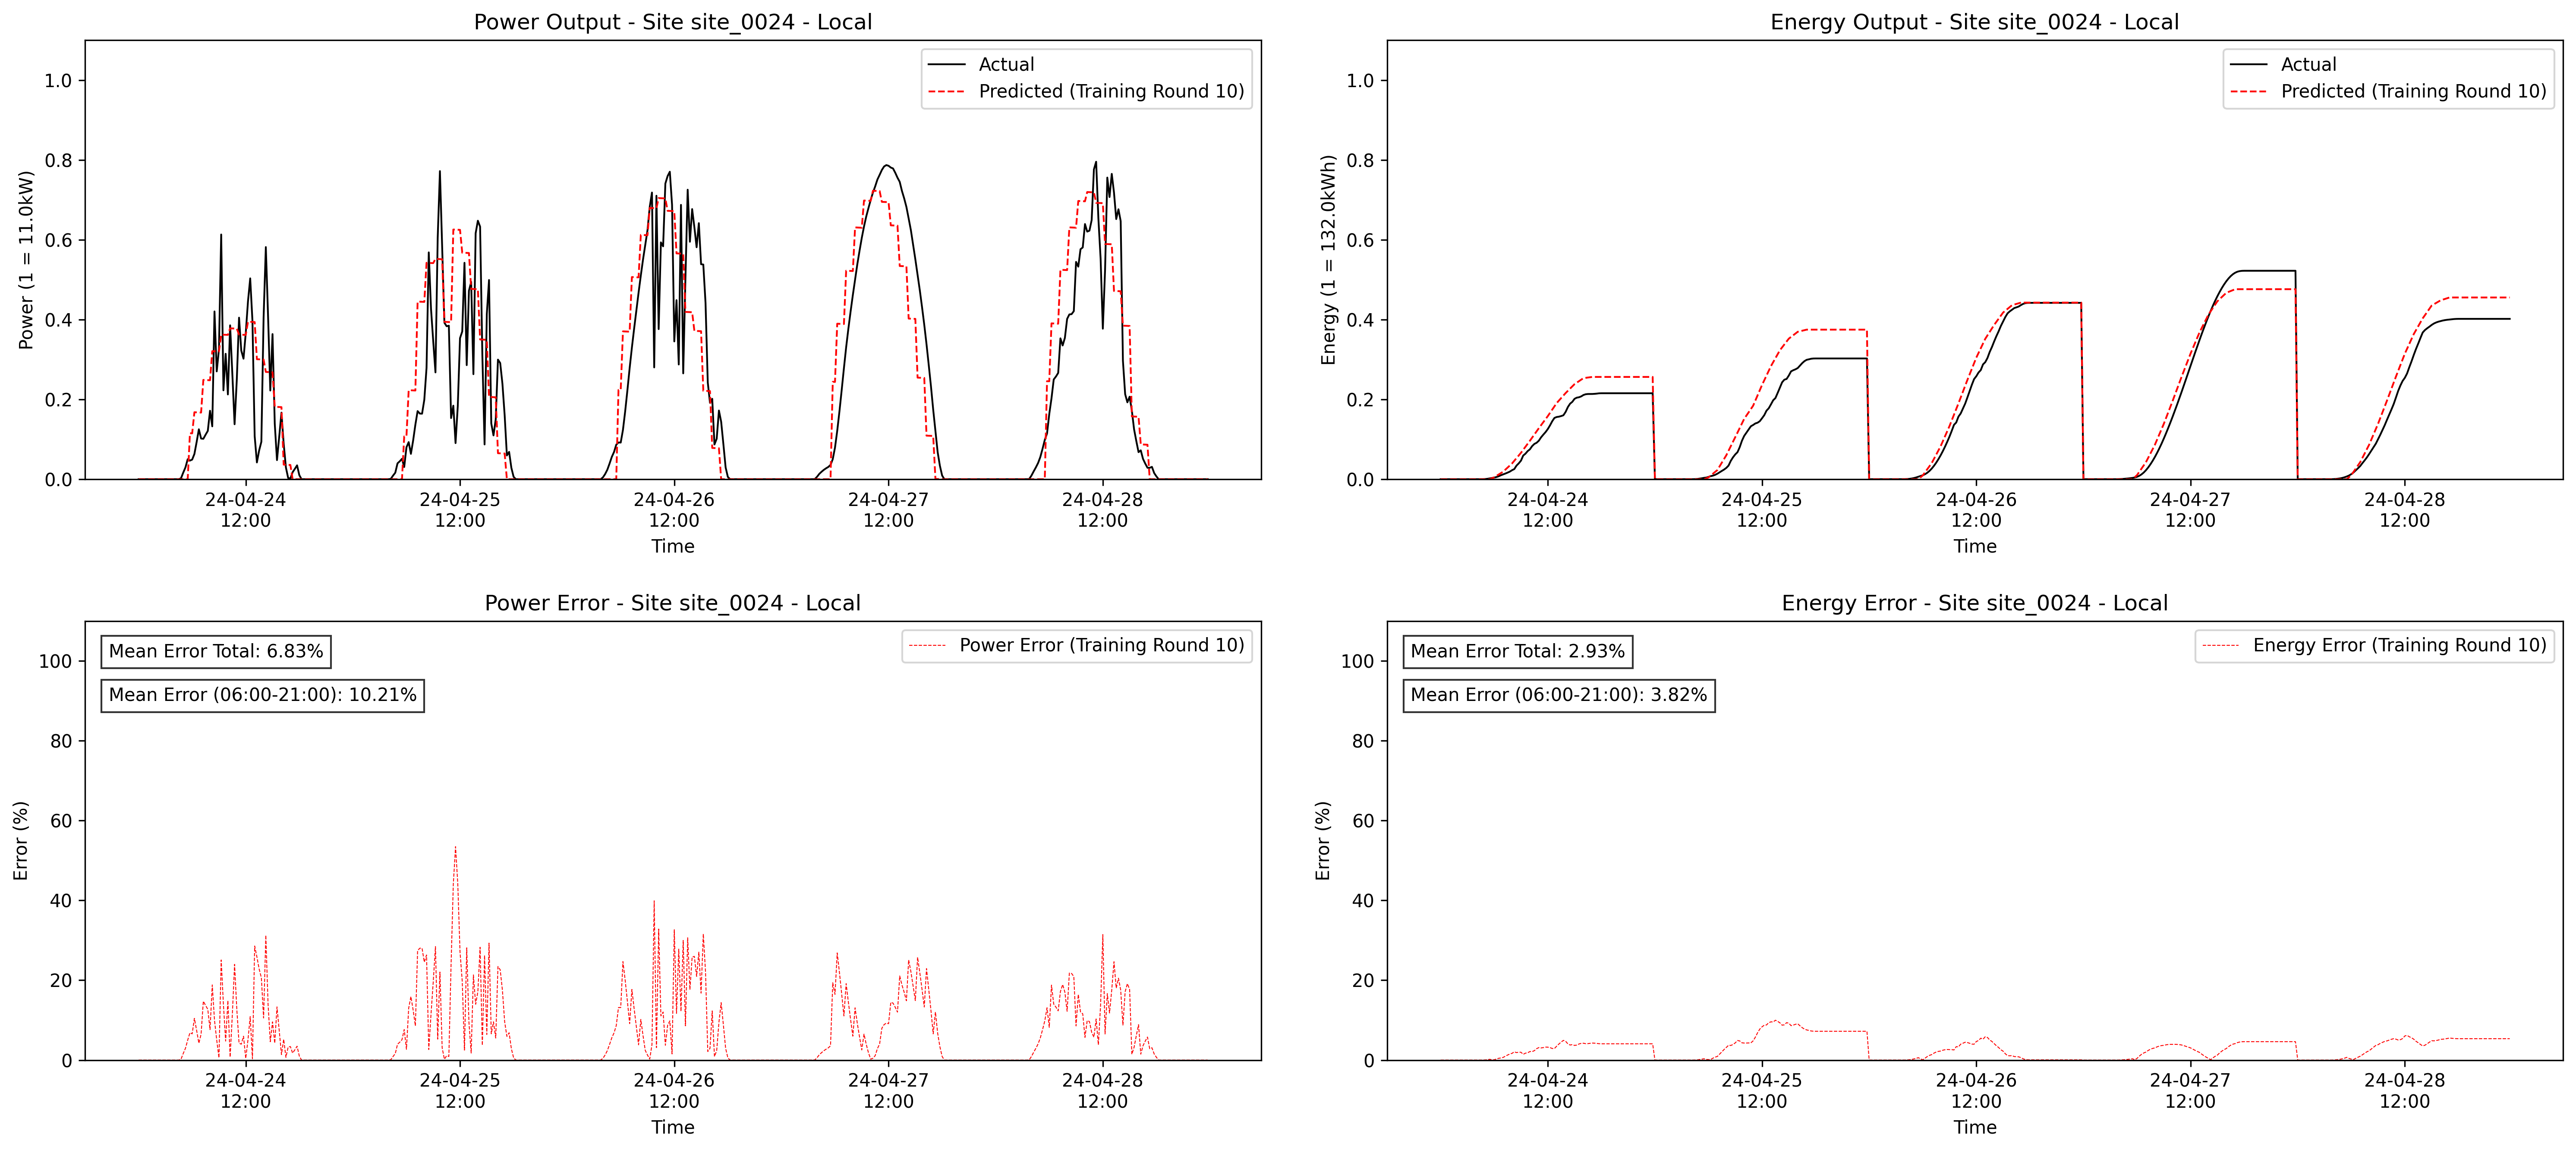 Power Output - Site site_0024 - Local
Power (1 = 11.0kW)
1.0
0.8
0.6
0.4
0.2
0.0
Actual
Predicted (Training Round 10)
24-04-24
12:00
24-04-25
12:00
24-04-26
12:00
24-04-27
12:00
24-04-28
12:00
Time
Energy Output - Site site_0024 - Local
Energy (1 = 132.0kWh)
1.0
0.8
0.6
0.4
0.2
0.0
Actual
Predicted (Training Round 10)
24-04-24
12:00
24-04-25
12:00
24-04-26
12:00
24-04-27
12:00
24-04-28
12:00
Time
Power Error - Site site_0024 - Local
Error (%)
100
80
60
40
20
0
Mean Error Total: 6.83%
Mean Error (06:00-21:00): 10.21%
Power Error (Training Round 10)
24-04-24
12:00
24-04-25
12:00
24-04-26
12:00
24-04-27
12:00
24-04-28
12:00
Time
Energy Error - Site site_0024 - Local
Error (%)
100
80
60
40
20
0
Mean Error Total: 2.93%
Mean Error (06:00-21:00): 3.82%
Energy Error (Training Round 10)
24-04-24
12:00
24-04-25
12:00
24-04-26
12:00
24-04-27
12:00
24-04-28
12:00
Time